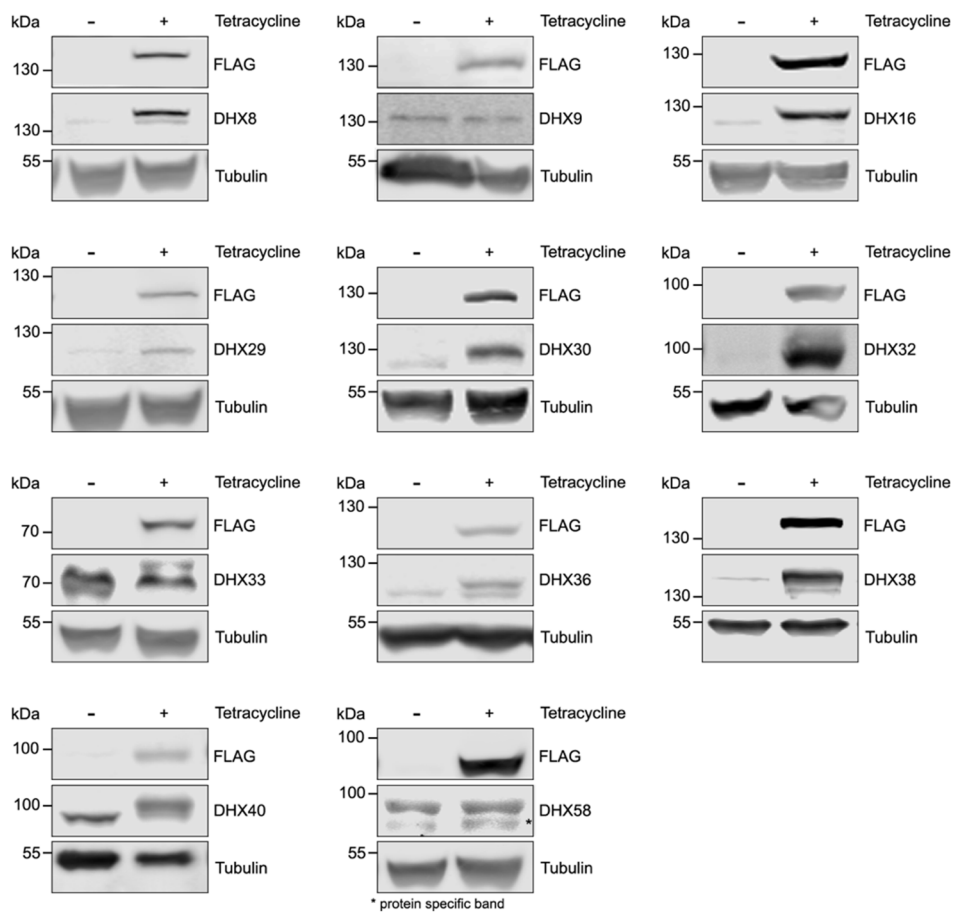 kDa - + Tetracycline
130 FLAG
130 DHX8
55 Tubulin
kDa - + Tetracycline
130 FLAG
130 DHX9
55 Tubulin
kDa - + Tetracycline
130 FLAG
130 DHX16
55 Tubulin
kDa - + Tetracycline
130 FLAG
130 DHX29
55 Tubulin
kDa - + Tetracycline
130 FLAG
130 DHX30
55 Tubulin
kDa - + Tetracycline
100 FLAG
100 DHX32
55 Tubulin
kDa - + Tetracycline
70 FLAG
70 DHX33
55 Tubulin
kDa - + Tetracycline
130 FLAG
130 DHX36
55 Tubulin
kDa - + Tetracycline
130 FLAG
130 DHX38
55 Tubulin
kDa - + Tetracycline
100 FLAG
100 DHX40
55 Tubulin
kDa - + Tetracycline
100 FLAG
100 * DHX58
55 Tubulin
* protein specific band